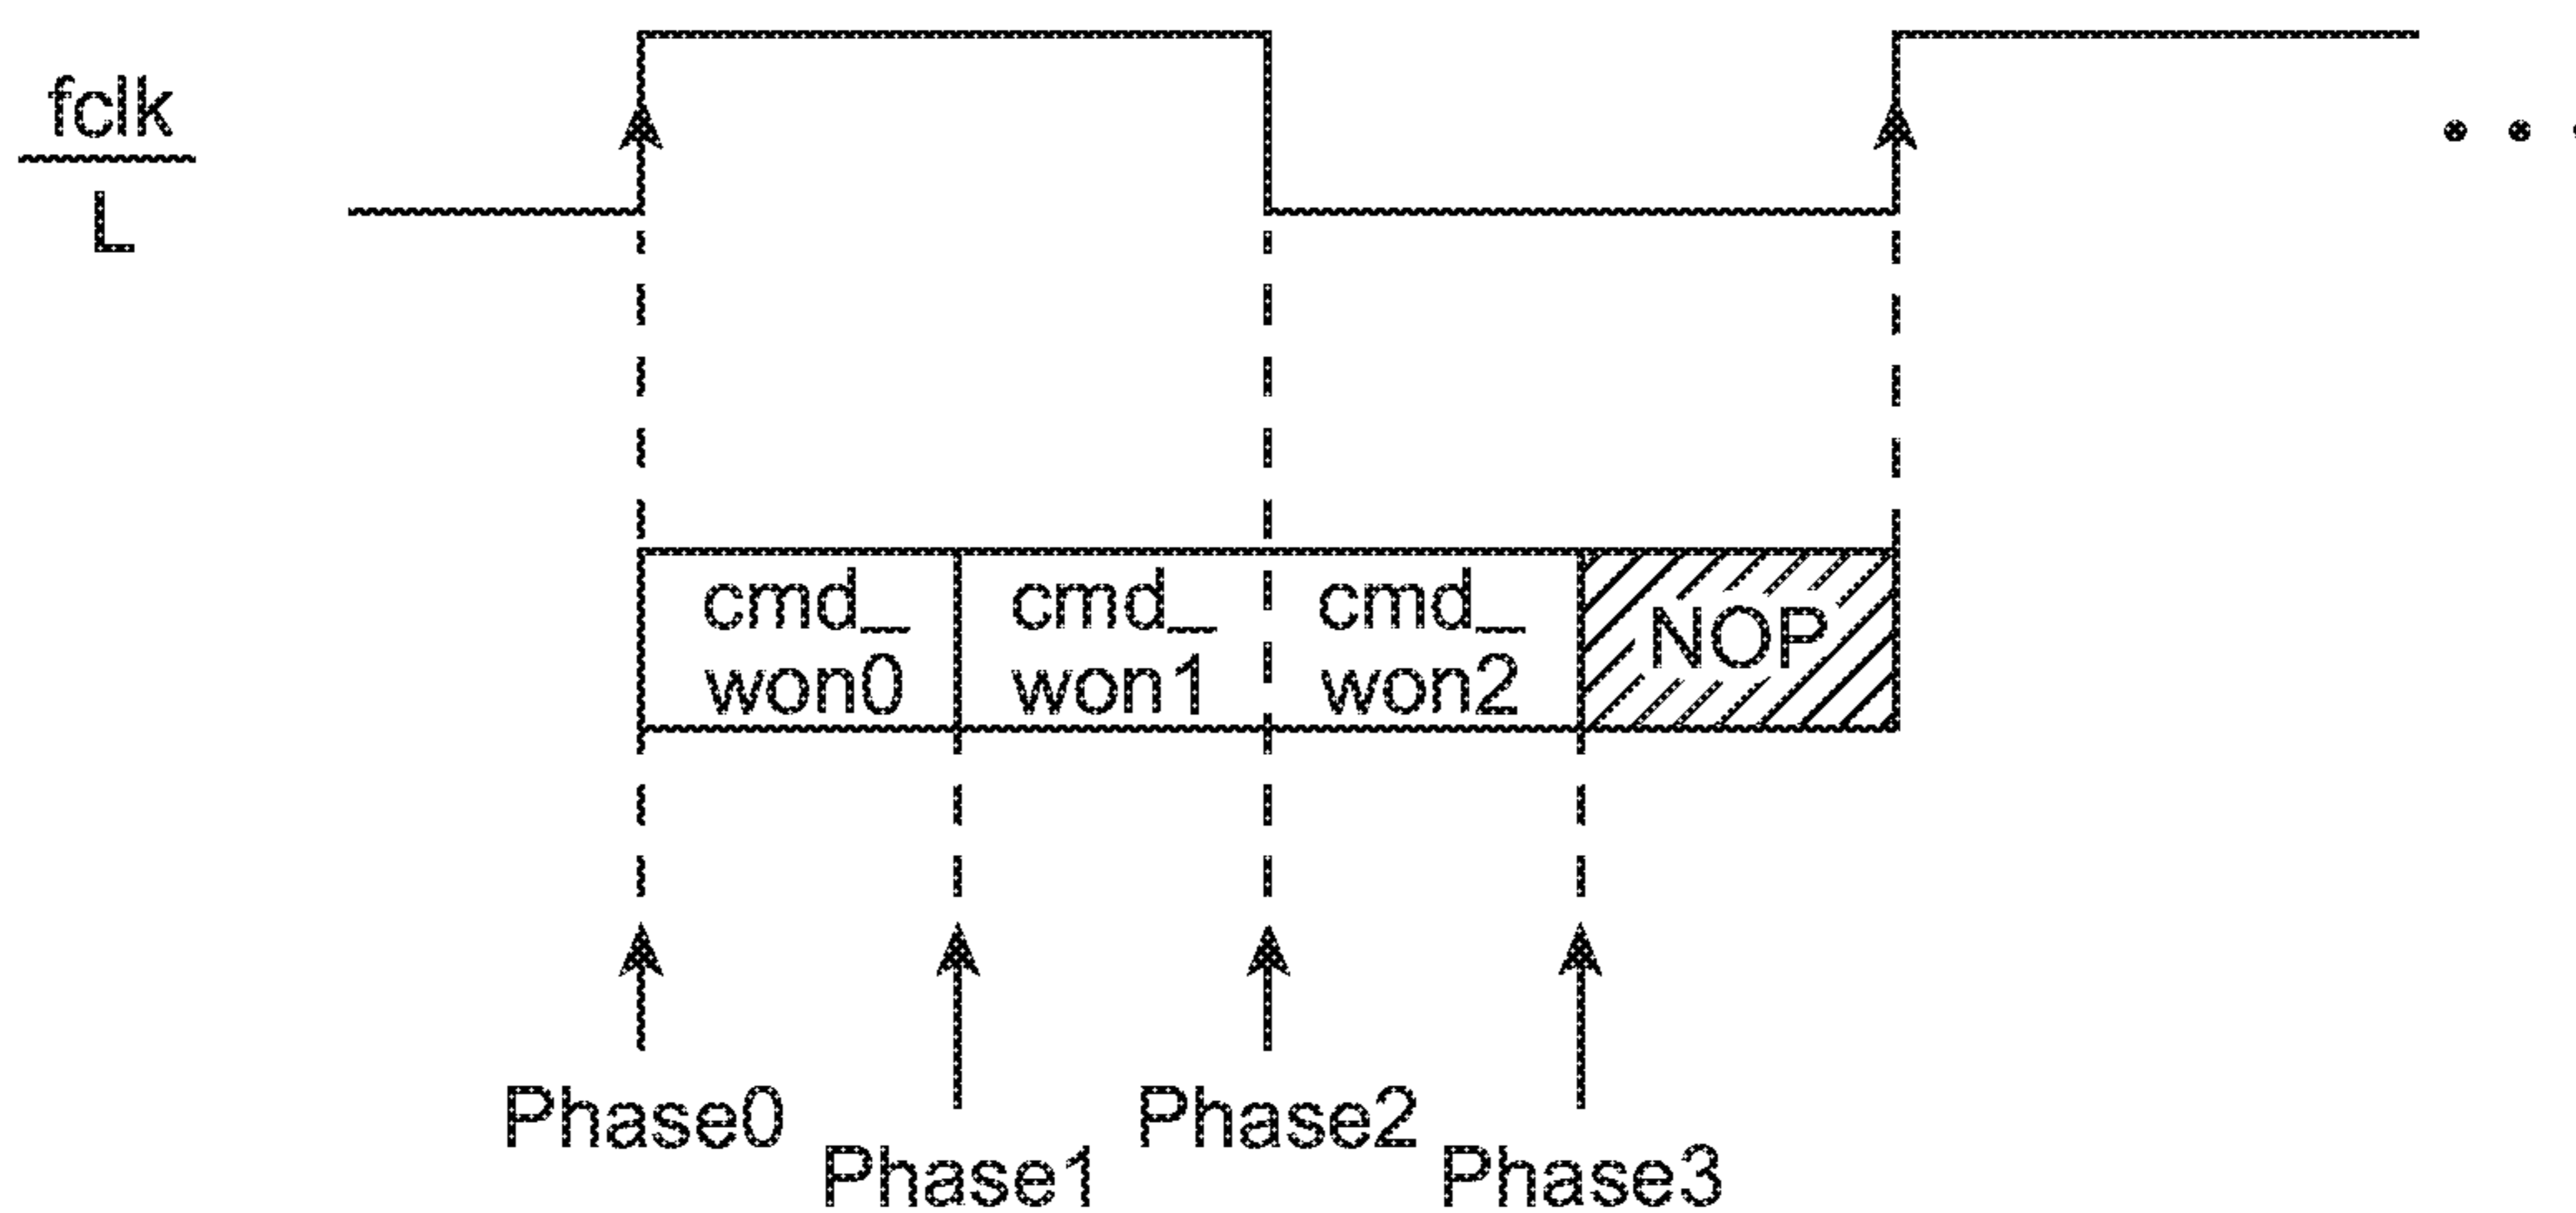 fclk
L
cmd_ cmd_ cmd_ NOP
won0 won1 won2
Phase0 Phase2
Phase1 Phase3